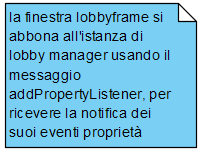 la finestra lobbyframe si
abbona all'istanza di
lobby manager usando il
messaggio
addPropertyListener, per
ricevere la notifica dei
suoi eventi proprietà